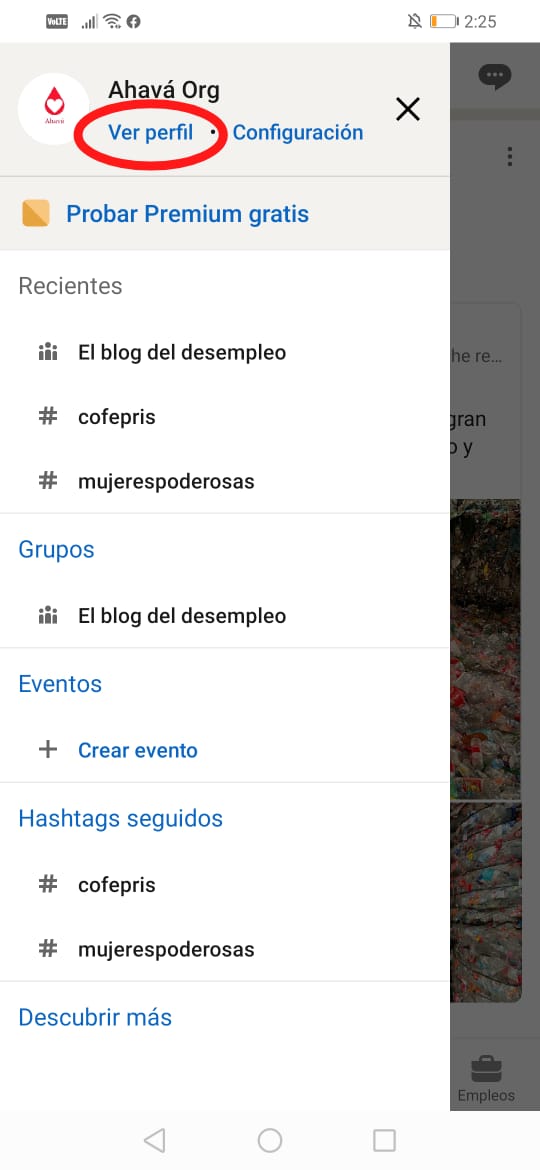 VoLTE
2:25
Ahavá Org
Ahavá
Ver perfil • Configuración
Probar Premium gratis
Recientes
El blog del desempleo
# cofepris
# mujerespoderosas
Grupos
El blog del desempleo
Eventos
+ Crear evento
Hashtags seguidos
# cofepris
# mujerespoderosas
Descubrir más
he re...
gran
o y
Empleos